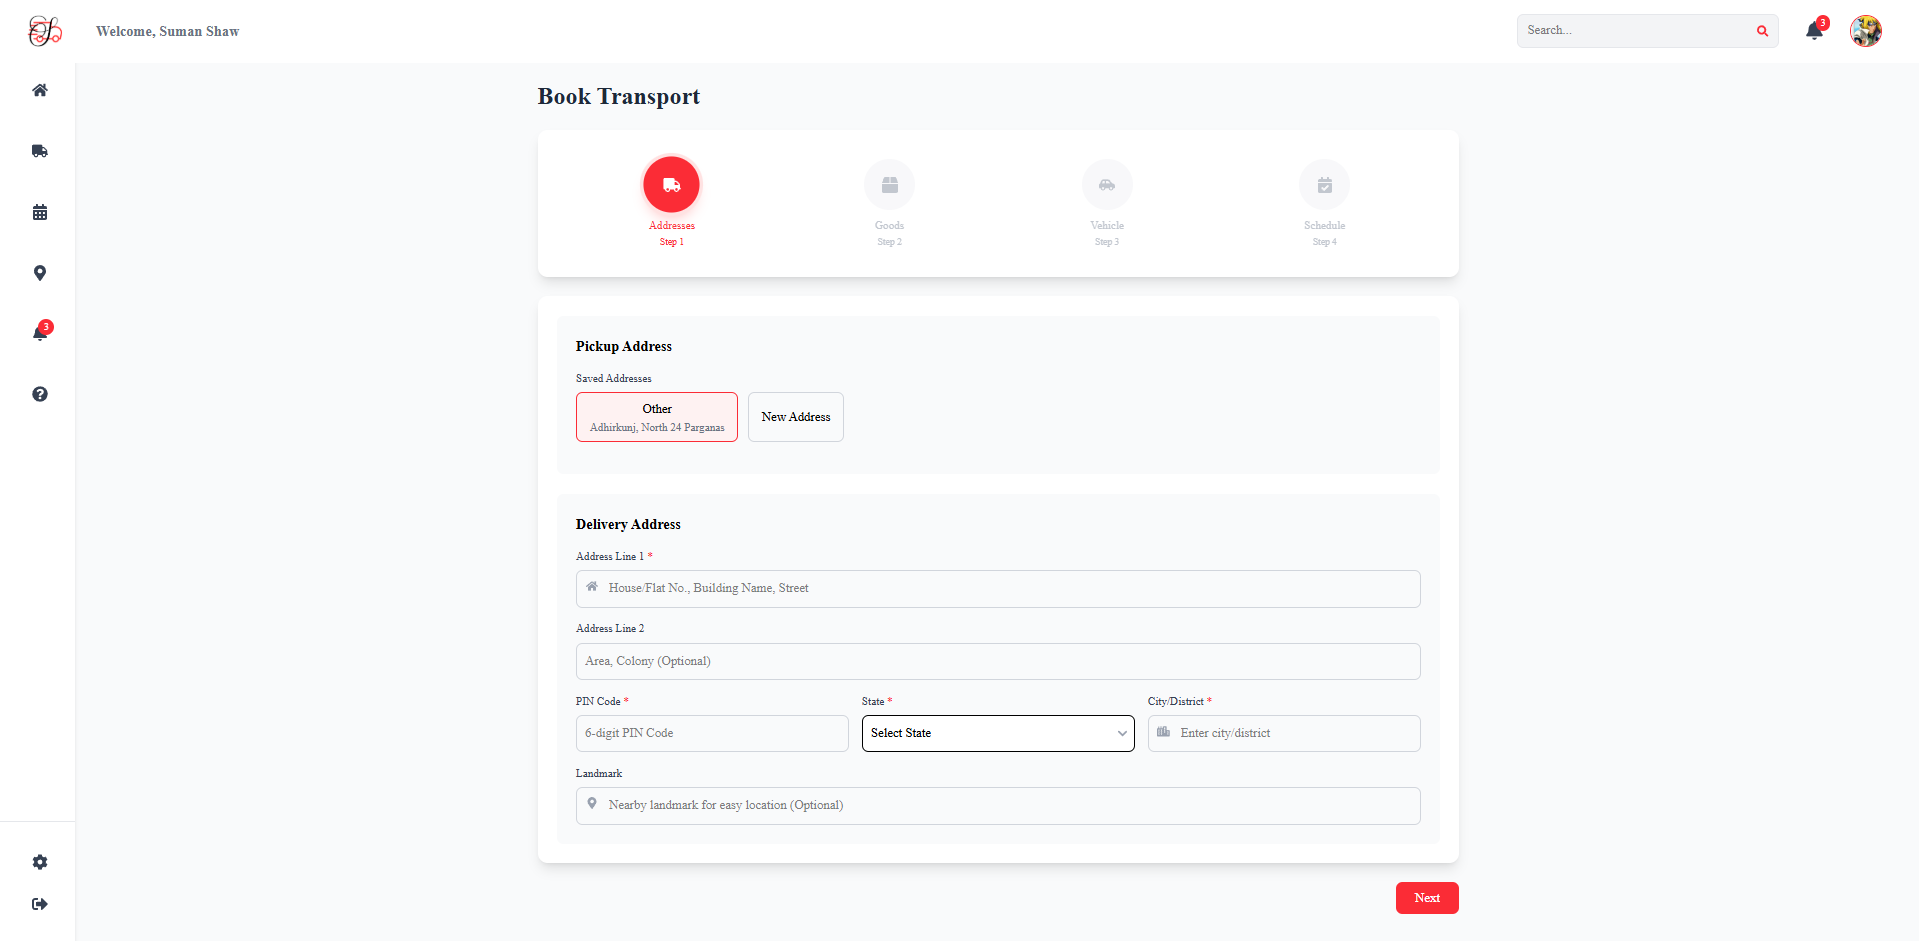 Welcome, Suman Shaw
Search...
3
Book Transport
Addresses
Step 1
Goods
Step 2
Vehicle
Step 3
Schedule
Step 4
3
Pickup Address
Saved Addresses
Other
Adhirkunj, North 24 Parganas
New Address
Delivery Address
Address Line 1 *
House/Flat No., Building Name, Street
Address Line 2
Area, Colony (Optional)
PIN Code *
6-digit PIN Code
State *
Select State
City/District *
Enter city/district
Landmark
Nearby landmark for easy location (Optional)
Next